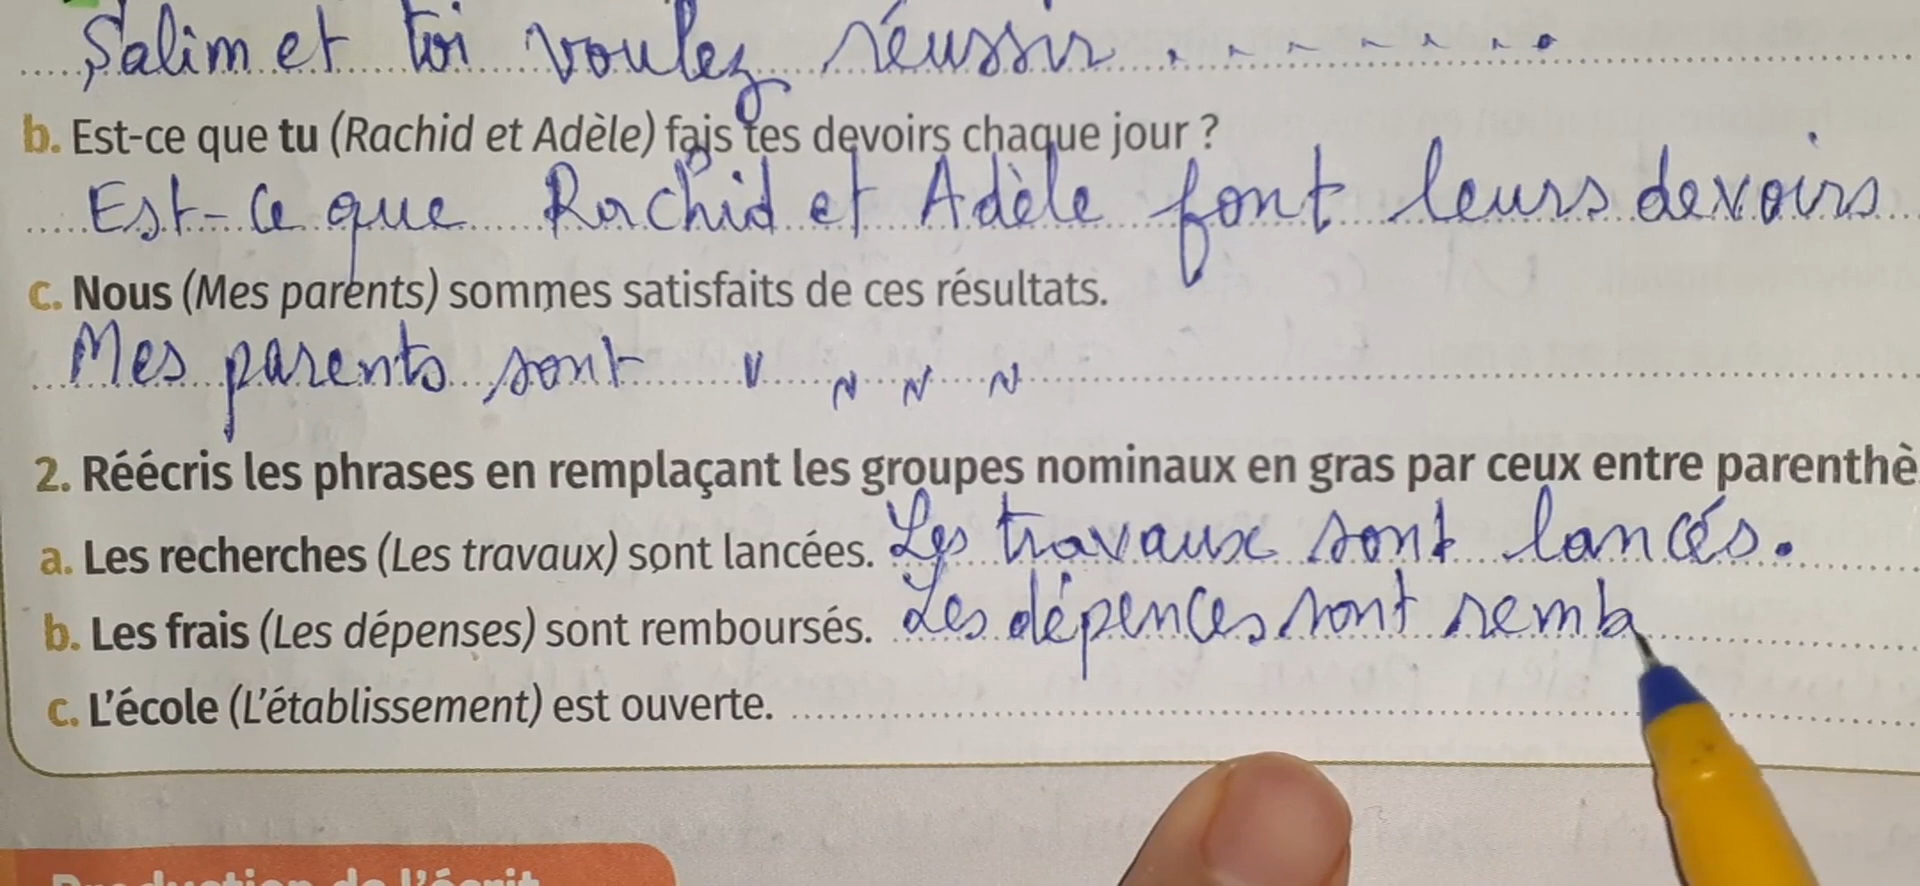 Salim et toi voulez réussir
b. Est-ce que tu (Rachid et Adèle) fais tes devoirs chaque jour ?
Est-ce que Rachid et Adèle font leurs devoirs
c. Nous (Mes parents) sommes satisfaits de ces résultats.
Mes parents sont
2. Réécris les phrases en remplaçant les groupes nominaux en gras par ceux entre parenthè
a. Les recherches (Les travaux) sont lancées. Les travaux sont lancés.
b. Les frais (Les dépenses) sont remboursés. Les dépences sont remb
c. L'école (L'établissement) est ouverte.
Production de l'écrit